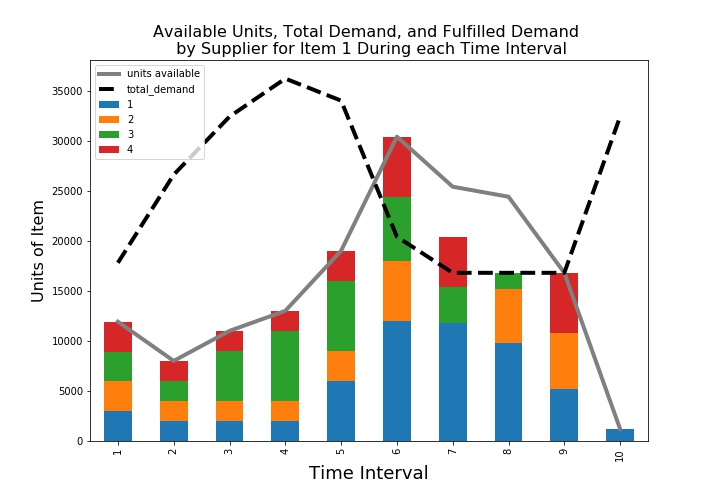 Available Units, Total Demand, and Fulfilled Demand
by Supplier for Item 1 During each Time Interval
units available
total_demand
1
2
3
4
35000
30000
25000
20000
15000
10000
5000
0
Units of Item
1 2 3 4 5 6 7 8 9 10
Time Interval